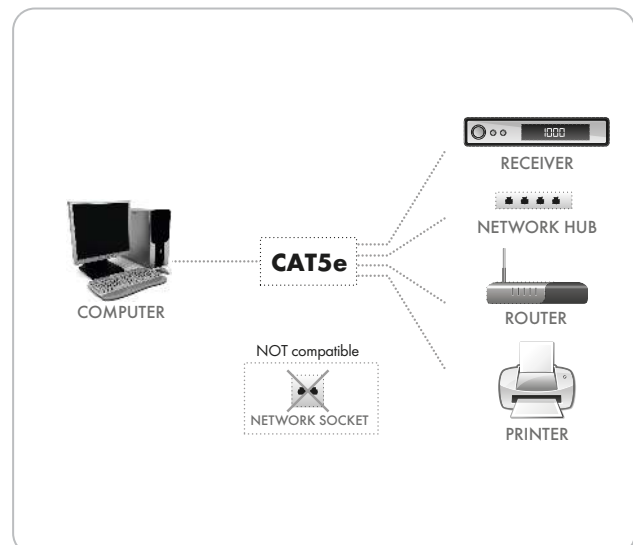 1000
RECEIVER
NETWORK HUB
CAT5e
COMPUTER
ROUTER
NOT compatible
NETWORK SOCKET
PRINTER